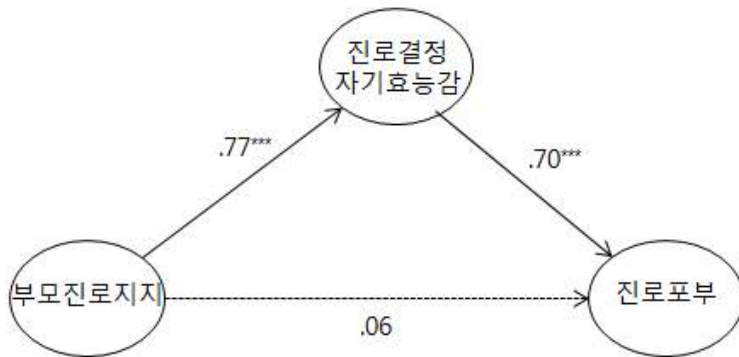 진로결정
자기효능감
.77***
.70***
부모진로지지
진로포부
.06